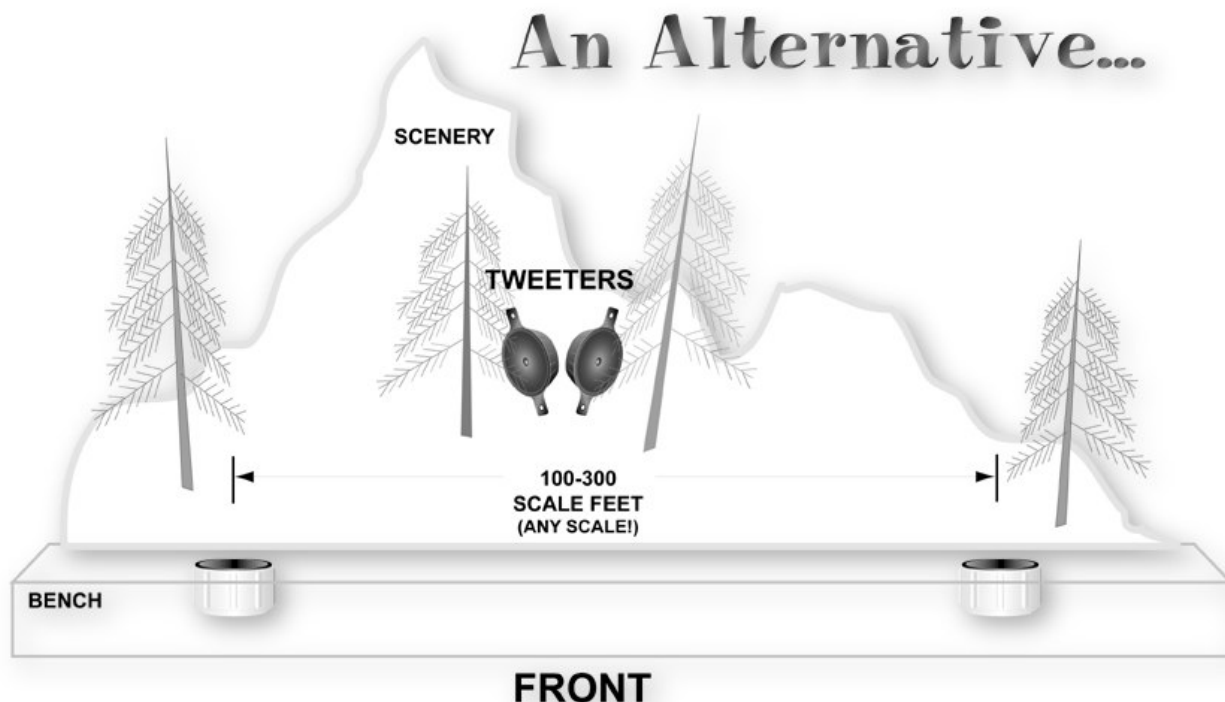 An Alternative...
SCENERY
TWEETERS
100-300
SCALE FEET
(ANY SCALE!)
BENCH
FRONT